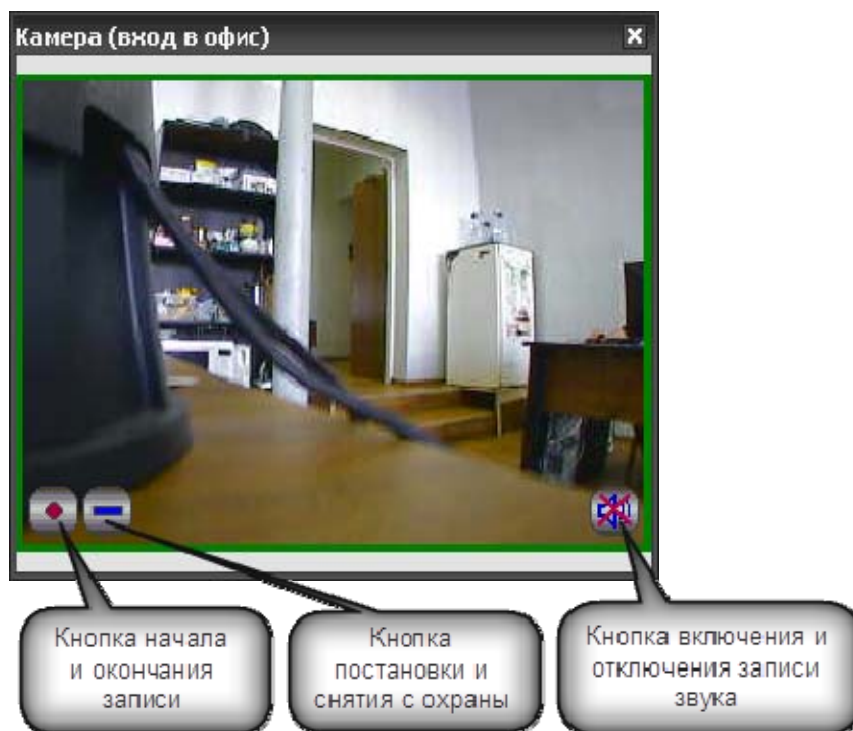 Камера (вход в офис)
Кнопка начала
и окончания
записи
Кнопка
постановки и
снятия с охраны
Кнопка включения и
отключения записи
звука